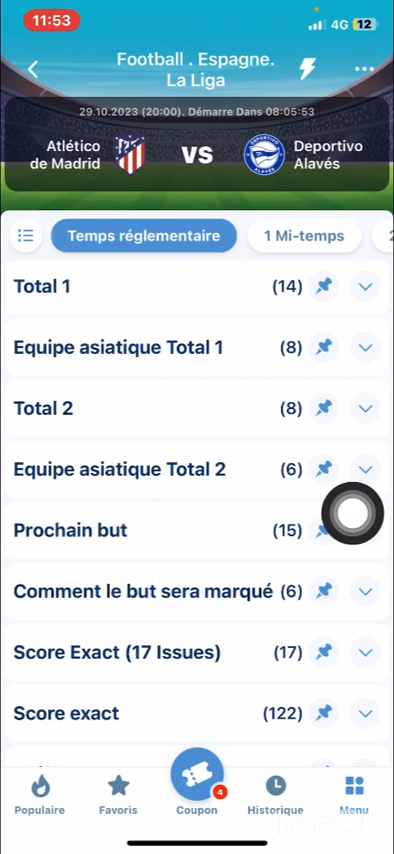 11:53
4G 12
Football . Espagne.
La Liga
29.10.2023 (20:00). Démarre Dans 08:05:53
Atlético
de Madrid
VS
Deportivo
Alavés
DEPORTIVO
ALAVÉS
Temps réglementaire
1 Mi-temps
2
Total 1 (14)
Equipe asiatique Total 1 (8)
Total 2 (8)
Equipe asiatique Total 2 (6)
Prochain but (15)
Comment le but sera marqué (6)
Score Exact (17 Issues) (17)
Score exact (122)
4
Populaire
Favoris
Coupon
Historique
Menu